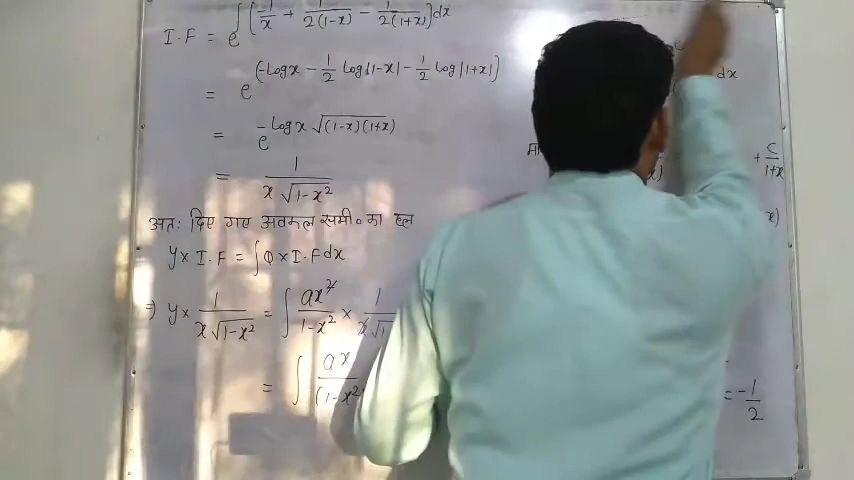 I.F = e^∫[-1/x + 1/2(1-x) - 1/2(1+x)]dx
= e^(-logx - 1/2 log|1-x| - 1/2 log|1+x|)
= e^-logx √(1-x)(1+x)
= 1/x√1-x²
अतः दिए गए अवकल समी० का हल
y × I.F = ∫Q × I.F dx
⇒ y × 1/x√1-x² = ∫ax²/1-x² × 1/x√1
= ∫ax/(1-x²
dx
+ C/1+x
x)
x)
= -1/2